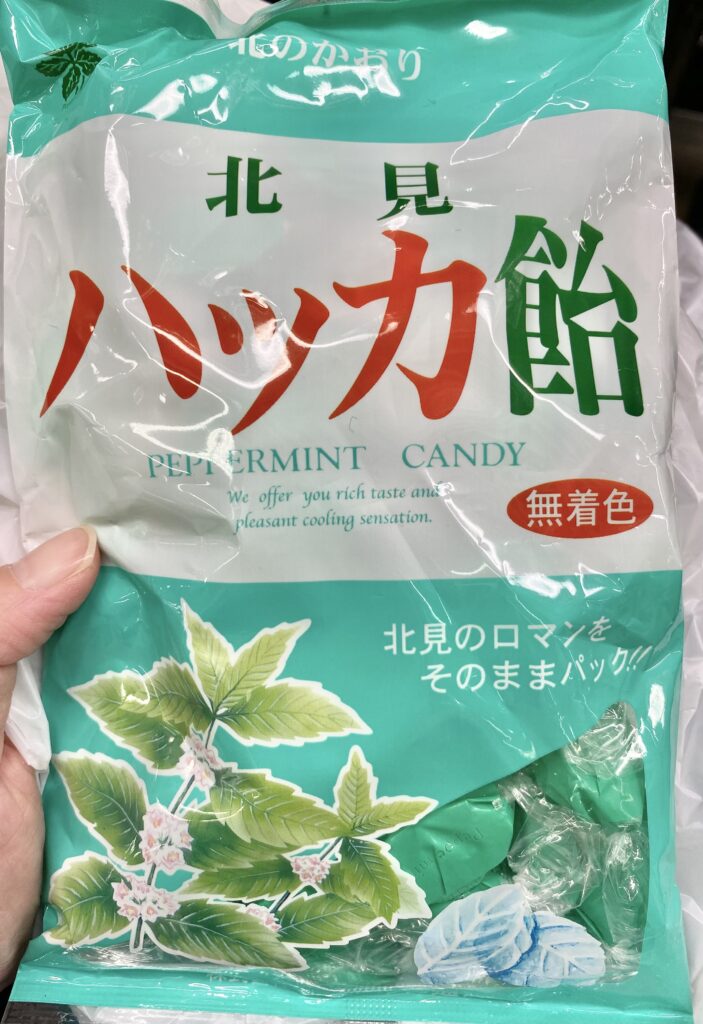 北のかおり
北見
ハッカ飴
PEPPERMINT CANDY
We offer you rich taste and
pleasant cooling sensation.
無着色
北見のロマンを
そのままパック!!